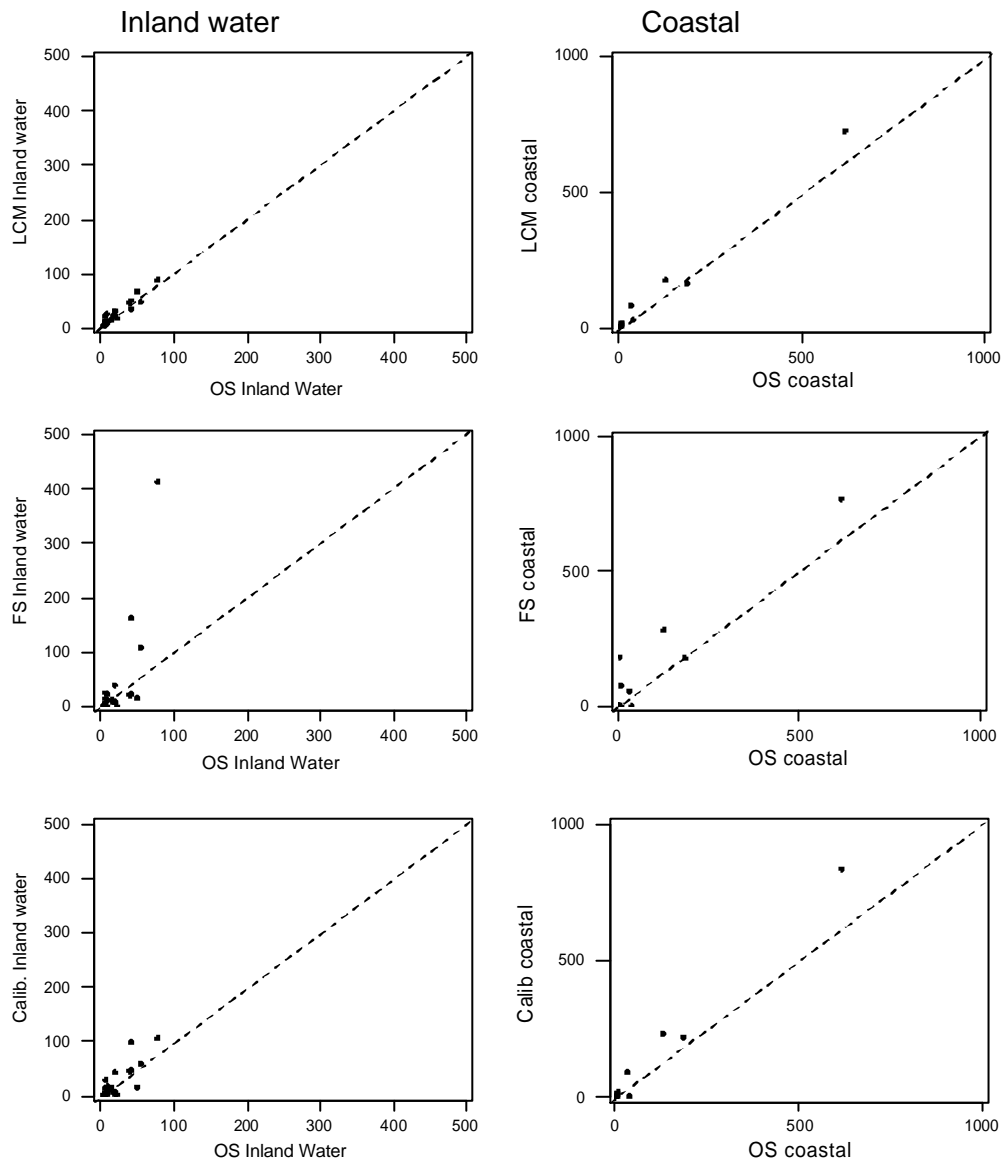 Inland water
Coastal
LCM Inland water
500
400
300
200
100
0
0 100 200 300 400 500
OS Inland Water
LCM coastal
1000
500
0
0 500 1000
OS coastal
FS Inland water
500
400
300
200
100
0
0 100 200 300 400 500
OS Inland Water
FS coastal
1000
500
0
0 500 1000
OS coastal
Calib. Inland water
500
400
300
200
100
0
0 100 200 300 400 500
OS Inland Water
Calib coastal
1000
500
0
0 500 1000
OS coastal